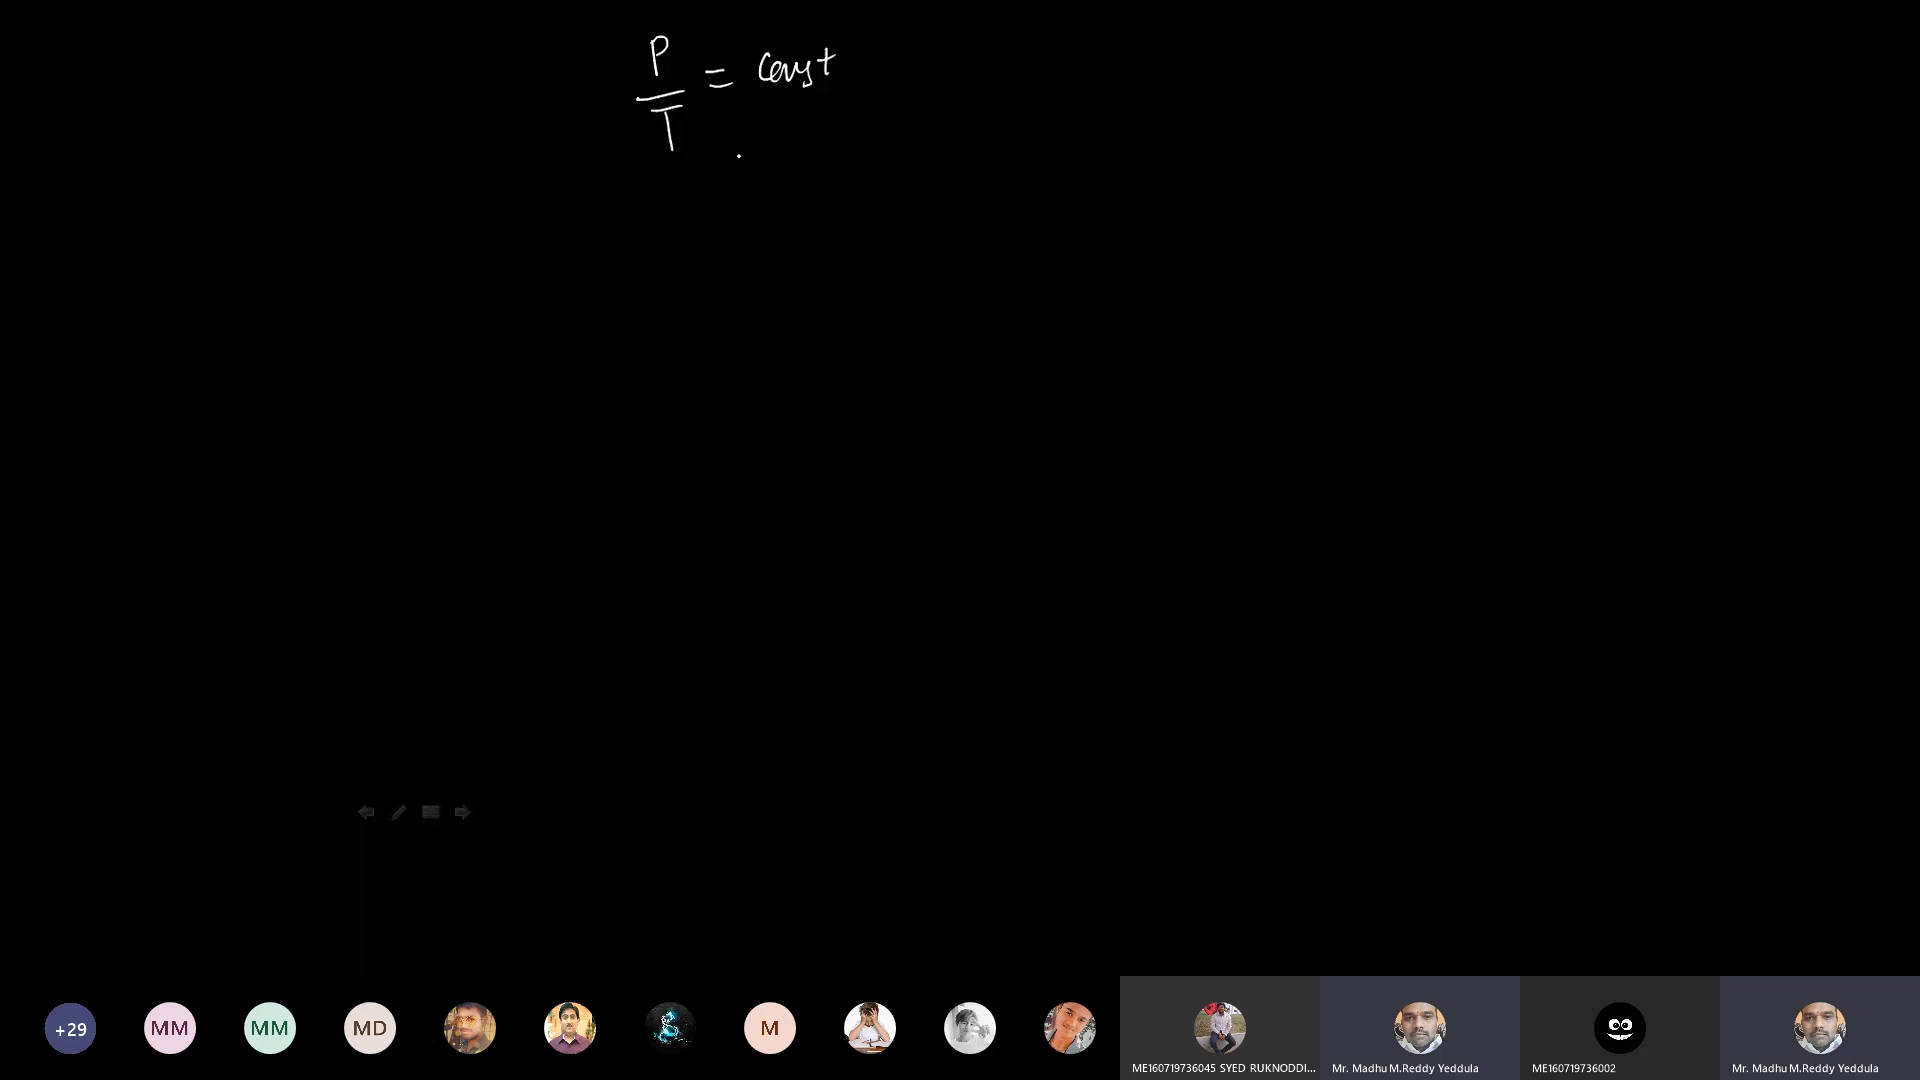 P
— = Const
T
+29 MM MM MD M
ME160719736045 SYED RUKNODDI... Mr. Madhu M.Reddy Yeddula ME160719736002 Mr. Madhu M.Reddy Yeddula